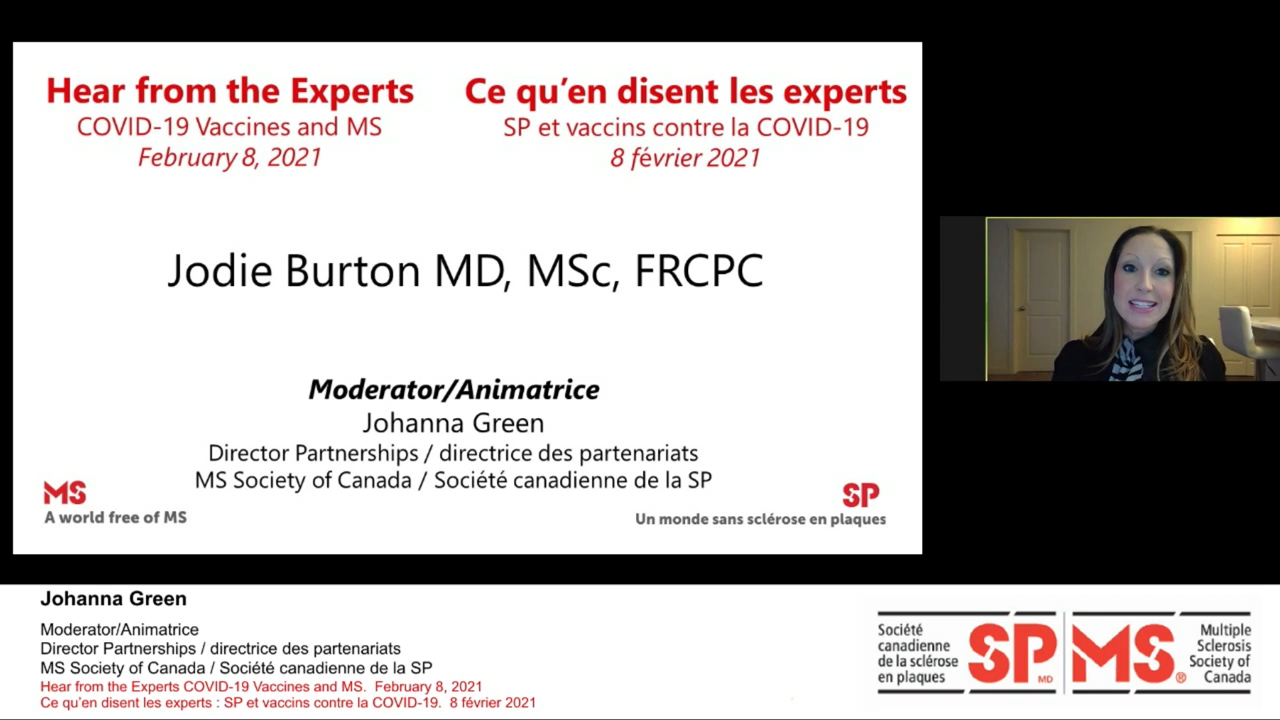 Hear from the Experts
COVID-19 Vaccines and MS
February 8, 2021
Ce qu’en disent les experts
SP et vaccins contre la COVID-19
8 février 2021
Jodie Burton MD, MSc, FRCPC
Moderator/Animatrice
Johanna Green
Director Partnerships / directrice des partenariats
MS Society of Canada / Société canadienne de la SP
MS
A world free of MS
SP
Un monde sans sclérose en plaques
Johanna Green
Moderator/Animatrice
Director Partnerships / directrice des partenariats
MS Society of Canada / Société canadienne de la SP
Hear from the Experts COVID-19 Vaccines and MS. February 8, 2021
Ce qu'en disent les experts : SP et vaccins contre la COVID-19. 8 février 2021
Société
canadienne
de la sclérose
en plaques
SP MD
MS ®
Multiple
Sclerosis
Society of
Canada